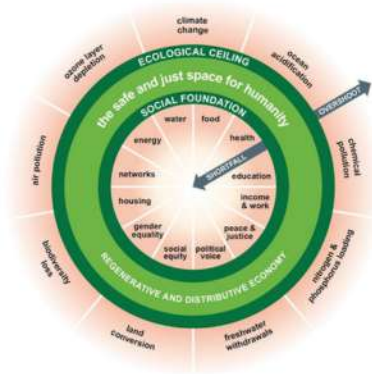 climate
change
ocean
acidification
chemical
pollution
nitrogen &
phosphorus loading
freshwater
withdrawals
land
conversion
biodiversity
loss
air pollution
ozone layer
depletion
ECOLOGICAL CEILING
the safe and just space for humanity
SOCIAL FOUNDATION
OVERSHOOT
SHORTFALL
water
food
health
education
income
& work
peace &
justice
political
voice
social
equity
gender
equality
housing
networks
energy
REGENERATIVE AND DISTRIBUTIVE ECONOMY